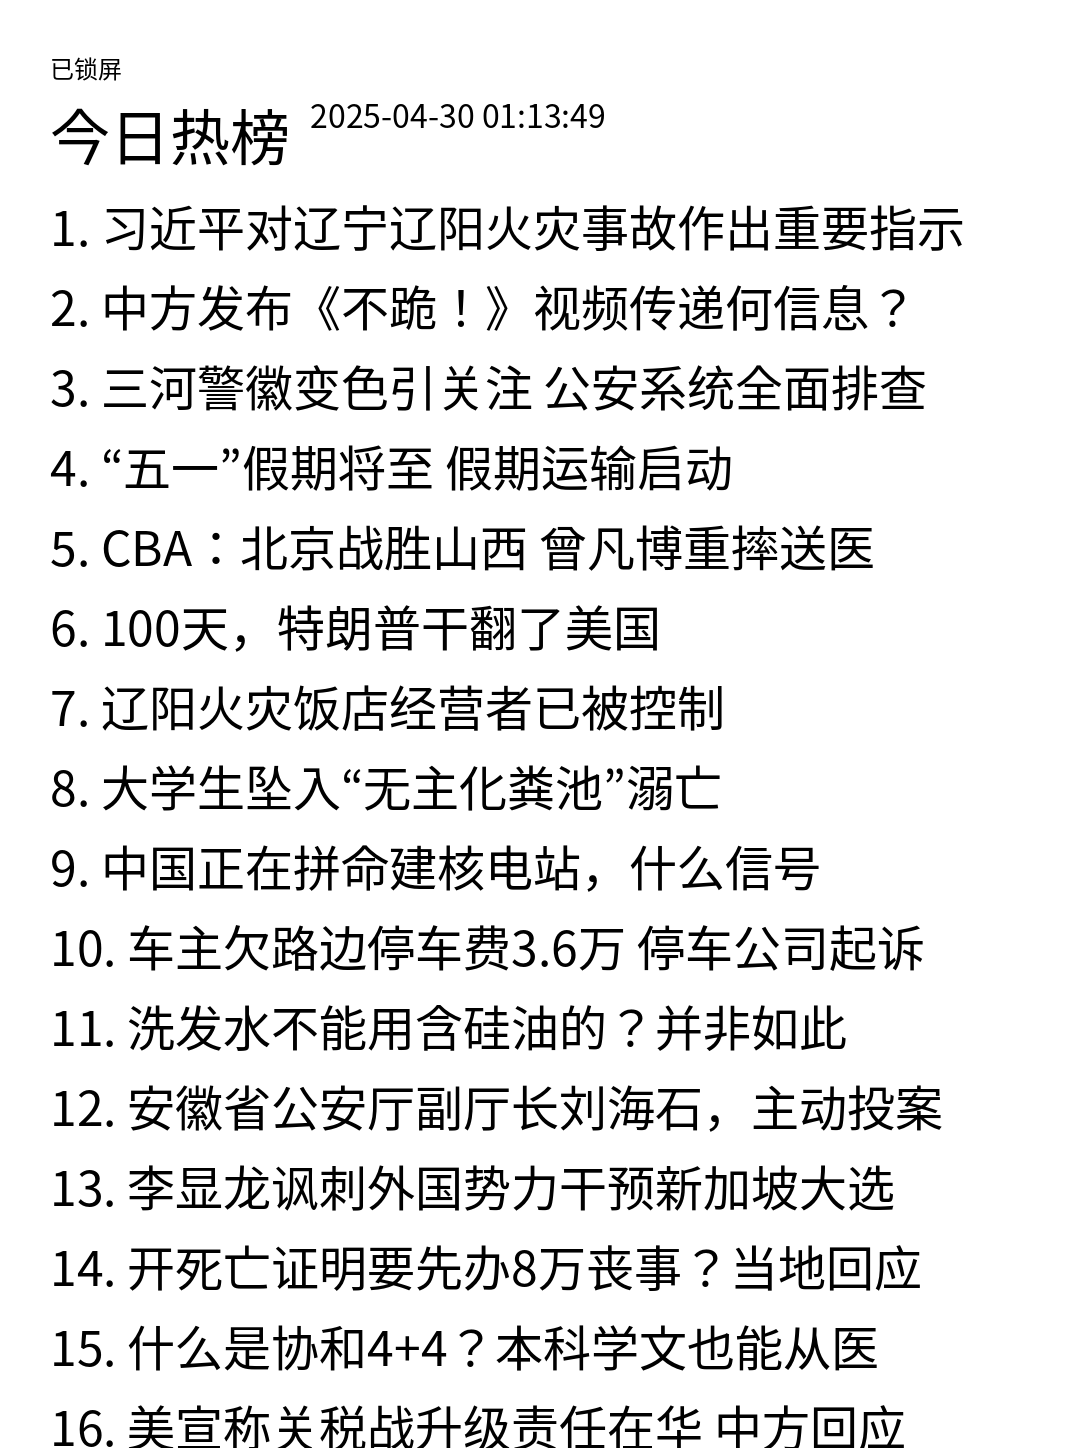 已锁屏
今日热榜 2025-04-30 01:13:49
1. 习近平对辽宁辽阳火灾事故作出重要指示
2. 中方发布《不跪！》视频传递何信息？
3. 三河警徽变色引关注 公安系统全面排查
4. “五一”假期将至 假期运输启动
5. CBA：北京战胜山西 曾凡博重摔送医
6. 100天，特朗普干翻了美国
7. 辽阳火灾饭店经营者已被控制
8. 大学生坠入“无主化粪池”溺亡
9. 中国正在拼命建核电站，什么信号
10. 车主欠路边停车费3.6万 停车公司起诉
11. 洗发水不能用含硅油的？并非如此
12. 安徽省公安厅副厅长刘海石，主动投案
13. 李显龙讽刺外国势力干预新加坡大选
14. 开死亡证明要先办8万丧事？当地回应
15. 什么是协和4+4？本科学文也能从医
16. 美宣称关税战升级责任在华 中方回应